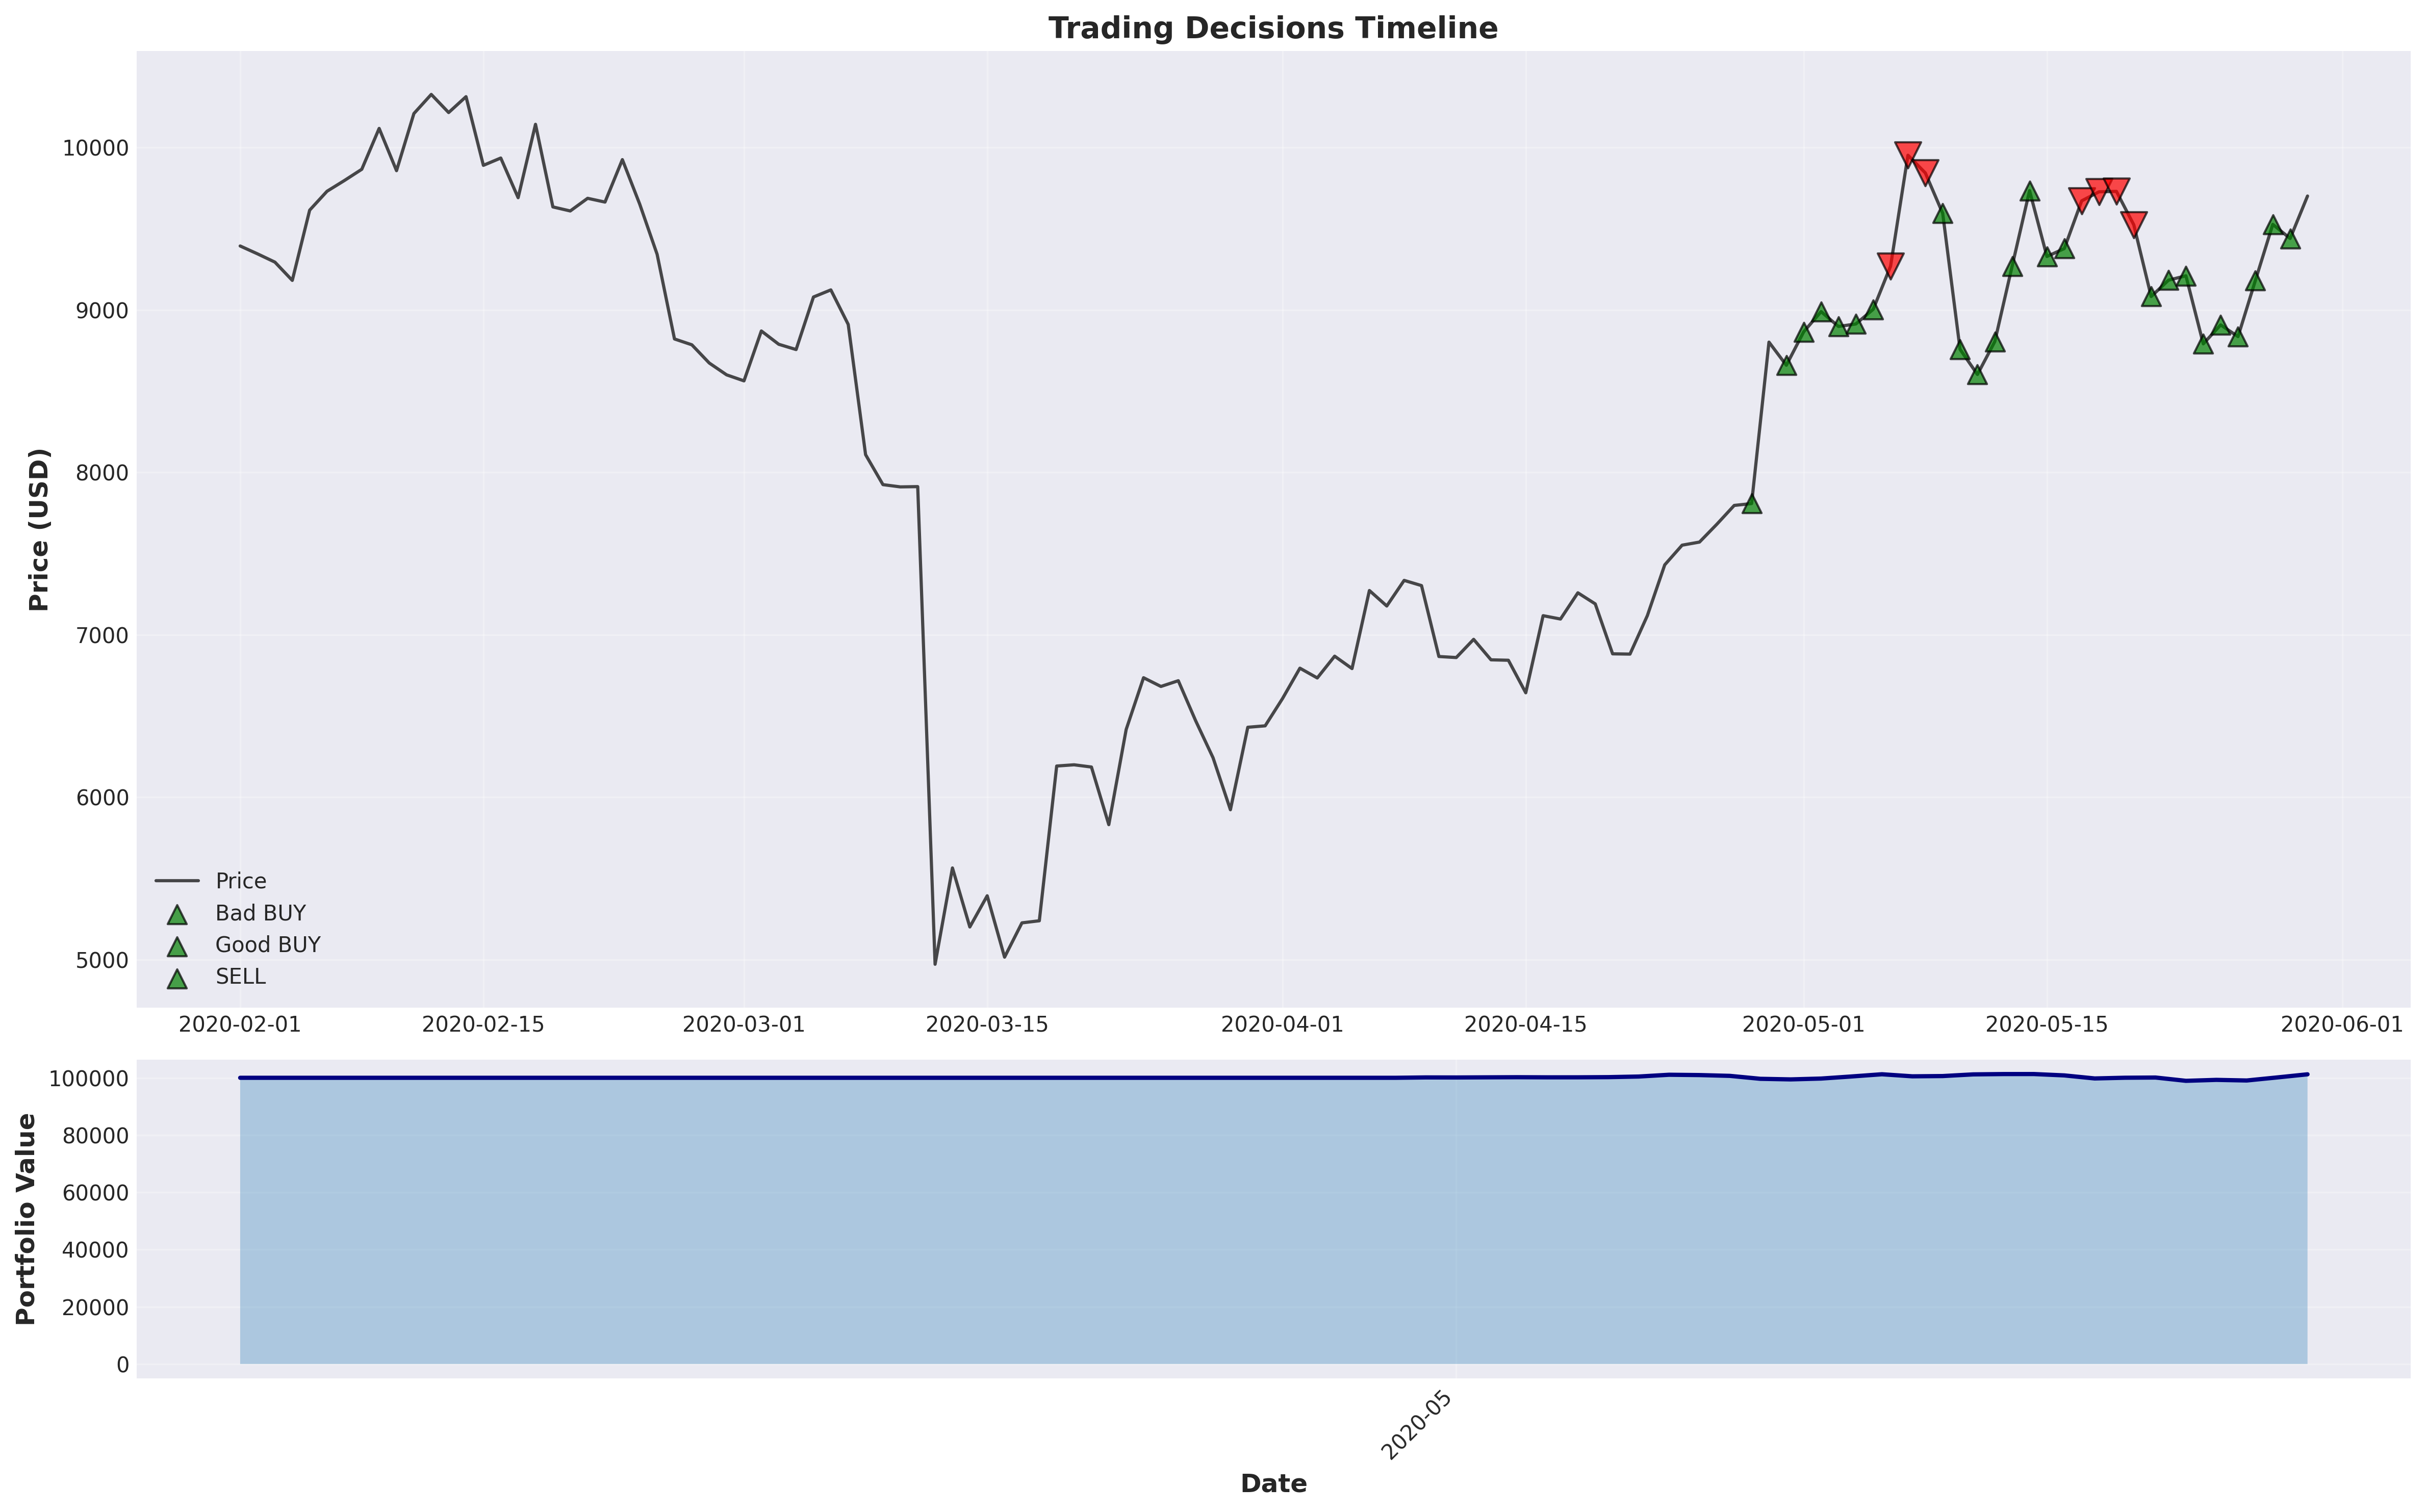 Trading Decisions Timeline
Price (USD)
10000
9000
8000
7000
6000
5000
Price
Bad BUY
Good BUY
SELL
2020-02-01 2020-02-15 2020-03-01 2020-03-15 2020-04-01 2020-04-15 2020-05-01 2020-05-15 2020-06-01
Portfolio Value
100000
80000
60000
40000
20000
0
2020-05
Date